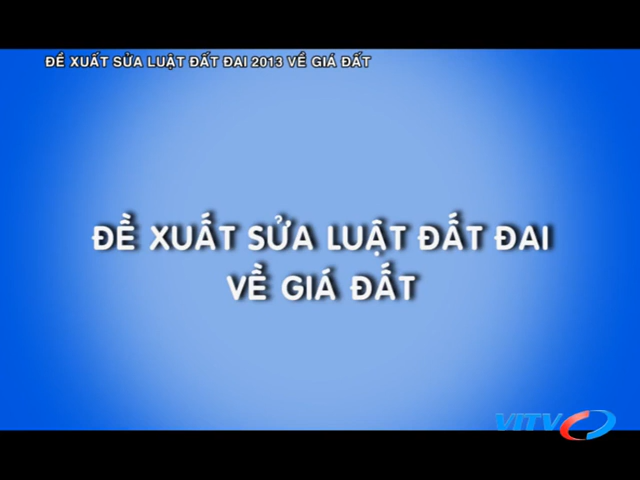 ĐỀ XUẤT SỬA LUẬT ĐẤT ĐAI 2013 VỀ GIÁ ĐẤT
ĐỀ XUẤT SỬA LUẬT ĐẤT ĐAI
VỀ GIÁ ĐẤT
VITV